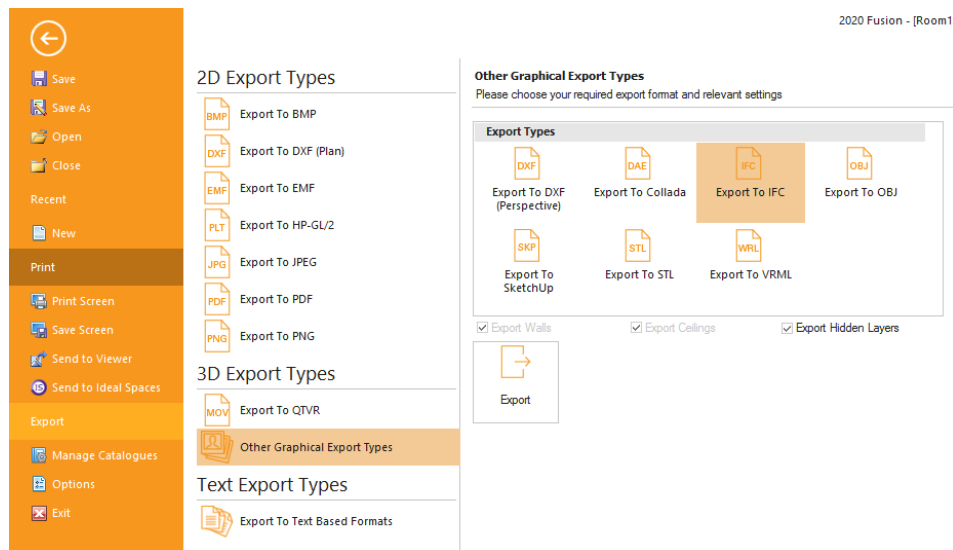 2020 Fusion - [Room1
Save
Save As
Open
Close
Recent
New
Print
Print Screen
Save Screen
Send to Viewer
IS
Send to Ideal Spaces
Export
Manage Catalogues
Options
Exit
2D Export Types
BMP
Export To BMP
DXF
Export To DXF (Plan)
EMF
Export To EMF
PLT
Export To HP-GL/2
JPG
Export To JPEG
PDF
Export To PDF
PNG
Export To PNG
3D Export Types
MOV
Export To QTVR
Other Graphical Export Types
Text Export Types
Export To Text Based Formats
Other Graphical Export Types
Please choose your required export format and relevant settings
Export Types
DXF
DAE
IFC
OBJ
Export To DXF
(Perspective)
Export To Collada
Export To IFC
Export To OBJ
SKP
STL
WRL
Export To
SketchUp
Export To STL
Export To VRML
Export Walls
Export Ceilings
Export Hidden Layers
Export